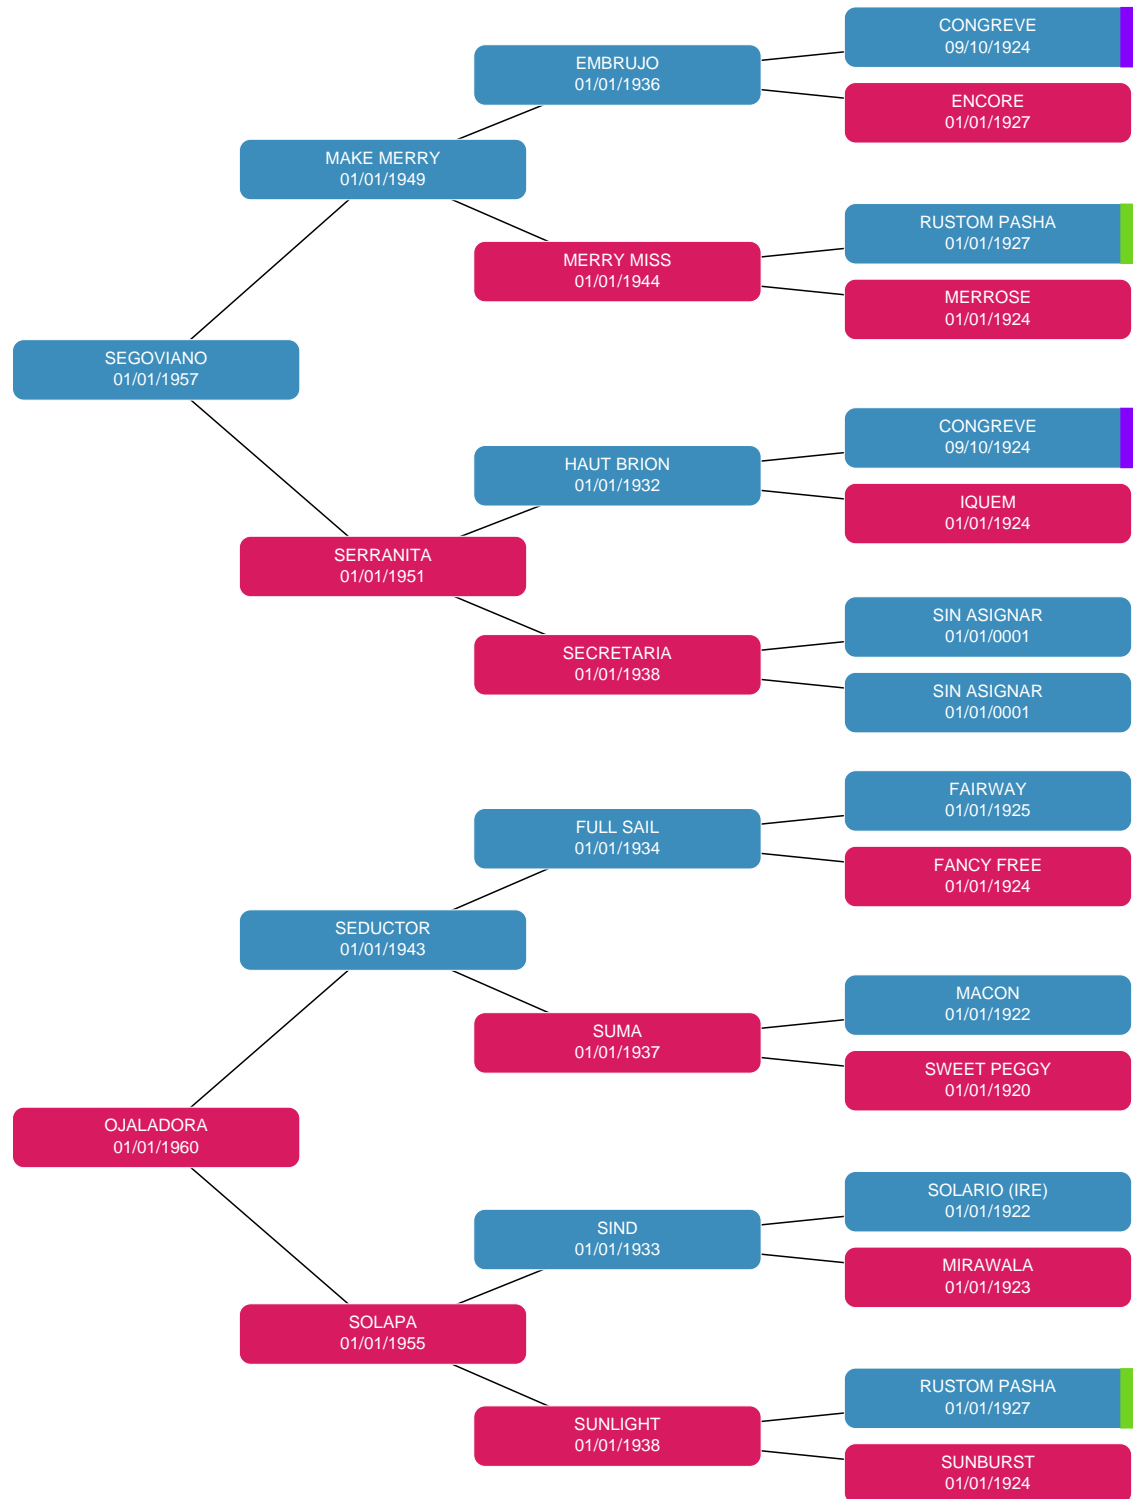 CONGREVE
09/10/1924
EMBRUJO
01/01/1936
ENCORE
01/01/1927
MAKE MERRY
01/01/1949
RUSTOM PASHA
01/01/1927
MERRY MISS
01/01/1944
MERROSE
01/01/1924
SEGOVIANO
01/01/1957
CONGREVE
09/10/1924
HAUT BRION
01/01/1932
IQUEM
01/01/1924
SERRANITA
01/01/1951
SIN ASIGNAR
01/01/0001
SECRETARIA
01/01/1938
SIN ASIGNAR
01/01/0001
FAIRWAY
01/01/1925
FULL SAIL
01/01/1934
FANCY FREE
01/01/1924
SEDUCTOR
01/01/1943
MACON
01/01/1922
SUMA
01/01/1937
SWEET PEGGY
01/01/1920
OJALADORA
01/01/1960
SOLARIO (IRE)
01/01/1922
SIND
01/01/1933
MIRAWALA
01/01/1923
SOLAPA
01/01/1955
RUSTOM PASHA
01/01/1927
SUNLIGHT
01/01/1938
SUNBURST
01/01/1924